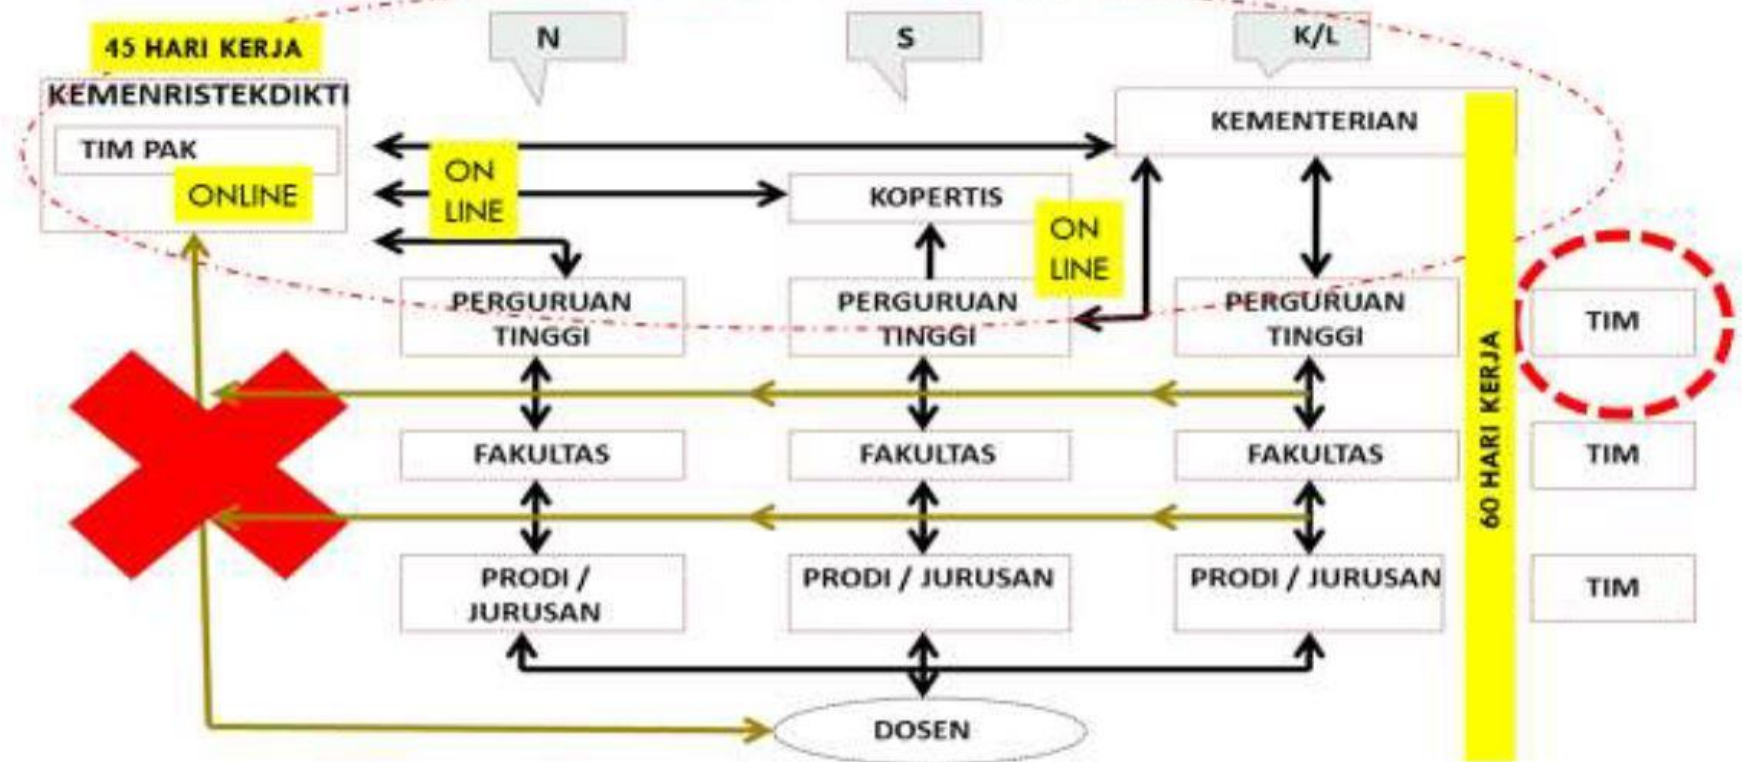 45 HARI KERJA
N
S
K/L
KEMENRISTEKDIKTI
TIM PAK
ONLINE
ON
LINE
KEMENTERIAN
KOPERTIS
ON
LINE
PERGURUAN
TINGGI
PERGURUAN
TINGGI
PERGURUAN
TINGGI
TIM
60 HARI KERJA
FAKULTAS
FAKULTAS
FAKULTAS
TIM
PRODI /
JURUSAN
PRODI / JURUSAN
PRODI / JURUSAN
TIM
DOSEN